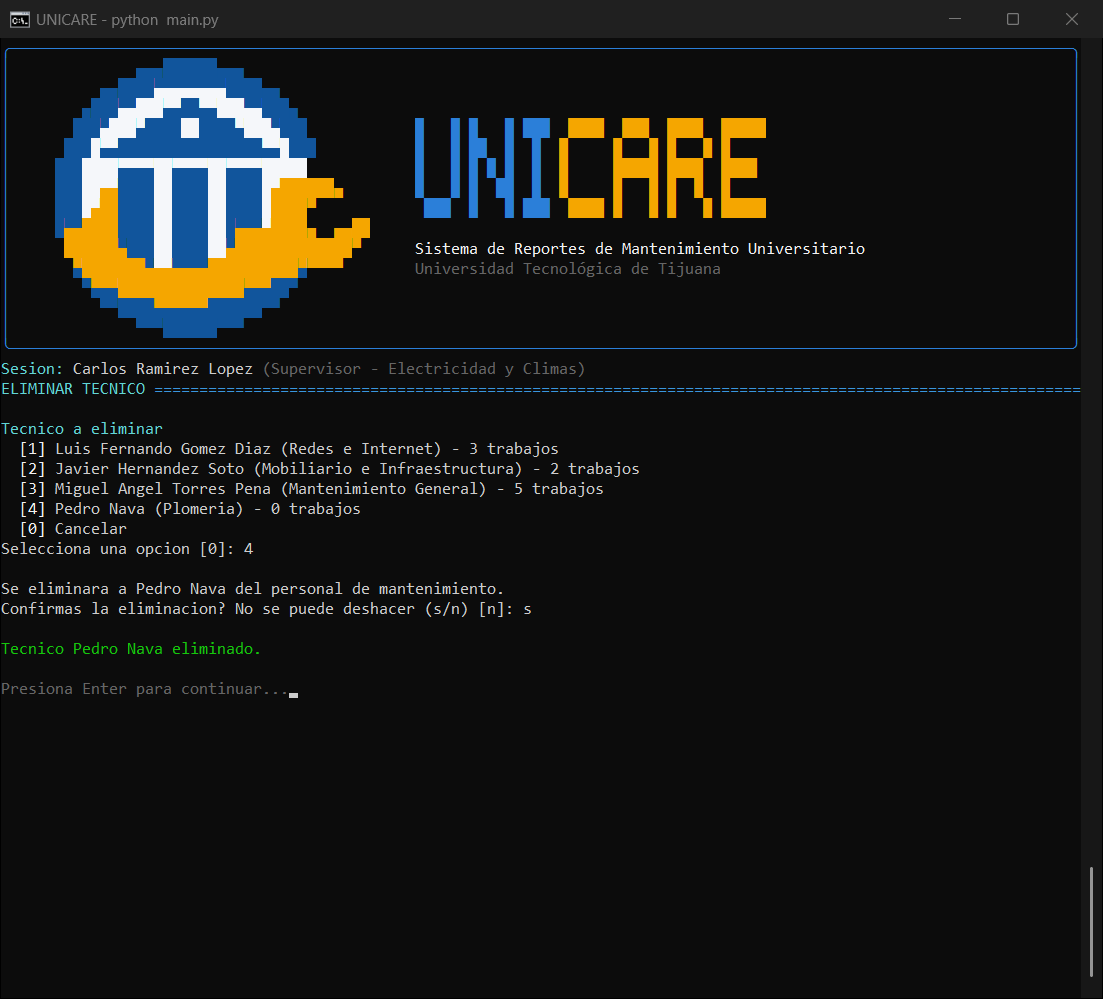 UNICARE - python  main.py
UNICARE
Sistema de Reportes de Mantenimiento Universitario
Universidad Tecnológica de Tijuana
Sesion: Carlos Ramirez Lopez (Supervisor - Electricidad y Climas)
ELIMINAR TECNICO =======================================================================================================
Tecnico a eliminar
[1] Luis Fernando Gomez Diaz (Redes e Internet) - 3 trabajos
[2] Javier Hernandez Soto (Mobiliario e Infraestructura) - 2 trabajos
[3] Miguel Angel Torres Pena (Mantenimiento General) - 5 trabajos
[4] Pedro Nava (Plomeria) - 0 trabajos
[0] Cancelar
Selecciona una opcion [0]: 4
Se eliminara a Pedro Nava del personal de mantenimiento.
Confirmas la eliminacion? No se puede deshacer (s/n) [n]: s
Tecnico Pedro Nava eliminado.
Presiona Enter para continuar...